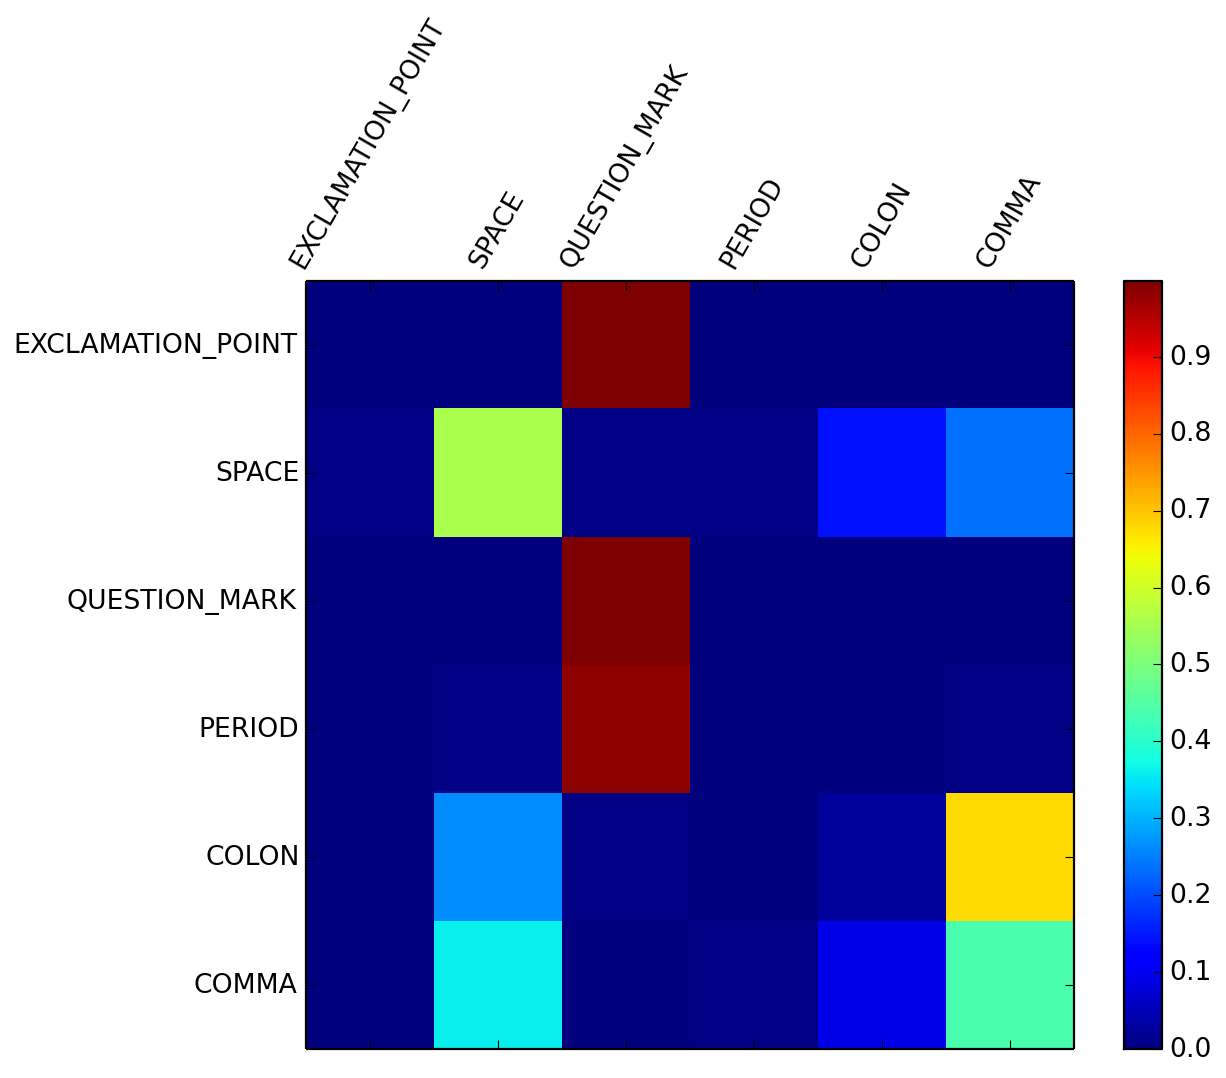 EXCLAMATION_POINT
SPACE
QUESTION_MARK
PERIOD
COLON
COMMA
EXCLAMATION_POINT
SPACE
QUESTION_MARK
PERIOD
COLON
COMMA
0.9
0.8
0.7
0.6
0.5
0.4
0.3
0.2
0.1
0.0